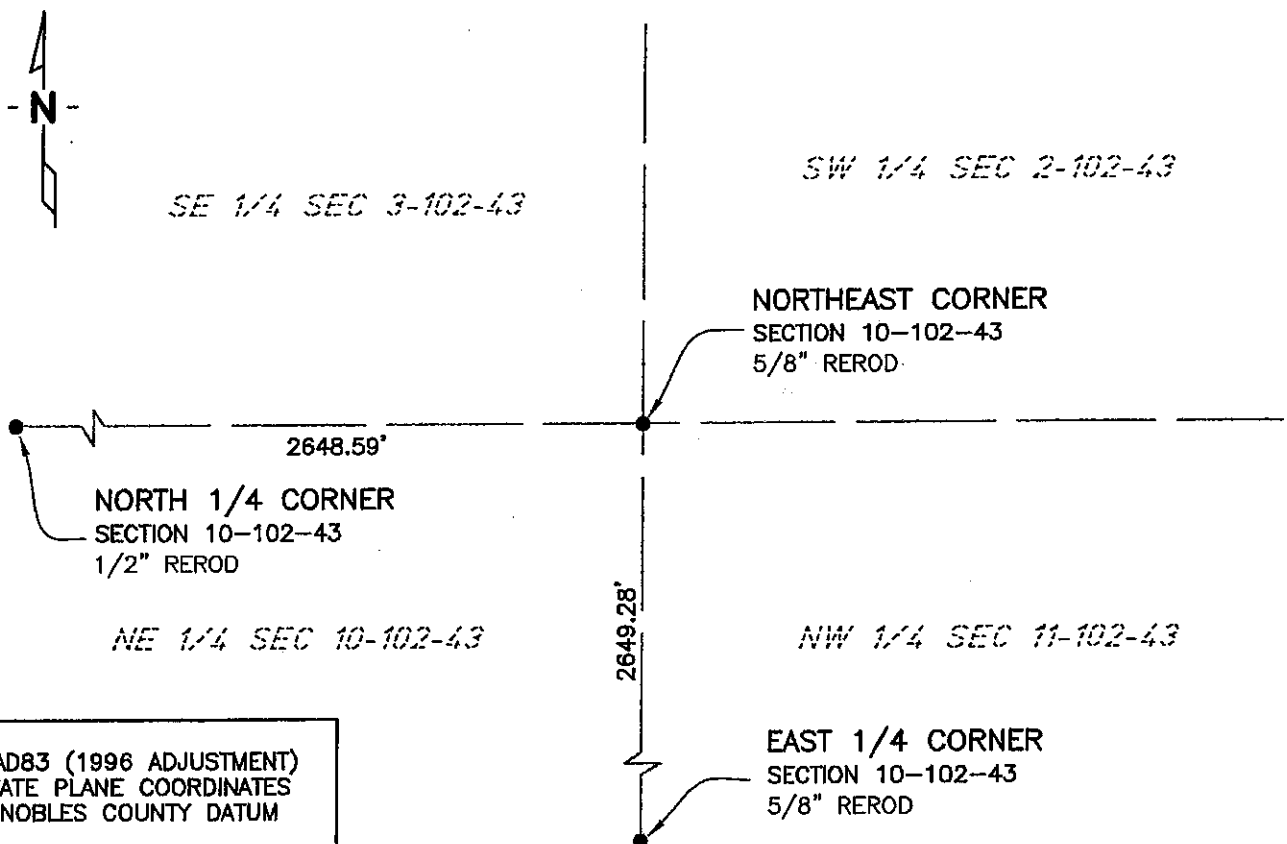 - N -
SE 1/4 SEC 3-102-43
SW 1/4 SEC 2-102-43
NORTHEAST CORNER
SECTION 10-102-43
5/8" REROD
2648.59'
NORTH 1/4 CORNER
SECTION 10-102-43
1/2" REROD
2649.28'
NE 1/4 SEC 10-102-43
NW 1/4 SEC 11-102-43
AD83 (1996 ADJUSTMENT)
ATE PLANE COORDINATES
NOBLES COUNTY DATUM
EAST 1/4 CORNER
SECTION 10-102-43
5/8" REROD